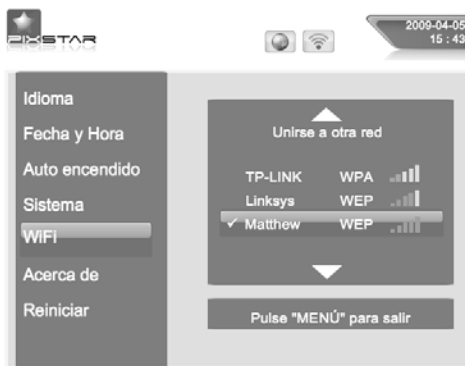 PIXSTAR
2009-04-05
15 : 43
Idioma
Fecha y Hora
Auto encendido
Sistema
WiFi
Acerca de
Reiniciar
Unirse a otra red
TP-LINK WPA
Linksys WEP
✓ Matthew WEP
Pulse "MENÚ" para salir